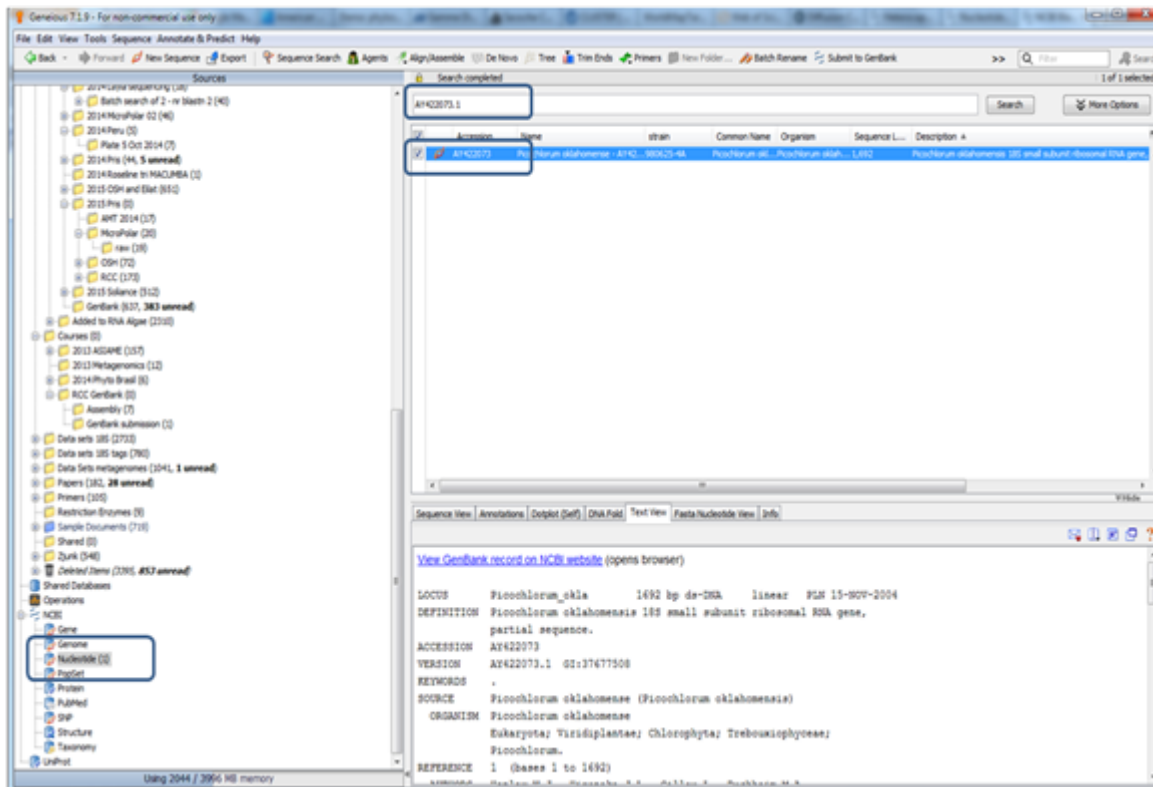 Geneious 7.1.9 - For non-commercial use only
File Edit View Tools Sequence Annotate & Predict Help
Back Forward New Sequence Export Sequence Search Agents Align/Assemble De Novo Tree Trim Ends Primers New Folder... Batch Rename Submit to GenBank >> Filter
Sources
Search completed
1 of 1 selected
AY422073.1
Search
More Options
Accession Name strain Common Name Organism Sequence L... Description
AY422073 Picochlorum oklahomense - AY42... 980625-4A Picochlorum okl... Picochlorum oklah... 1,692 Picochlorum oklahomensis 18S small subunit ribosomal RNA gene,
Batch search of 2 - nr blastn 2 (40)
2014 MicroPolar 02 (46)
2014 Peru (5)
Plate 5 Oct 2014 (7)
2014 Pris (44, 5 unread)
2014 Roseline tri MACUMBA (1)
2015 OSH and Eilat (651)
2015 Pris (0)
AMT 2014 (17)
MicroPolar (20)
raw (19)
OSH (72)
RCC (173)
2015 Soliance (512)
GenBank (637, 383 unread)
Added to RNA Algae (2310)
Courses (0)
2013 ASSAME (157)
2013 Metagenomics (12)
2014 Phyto Brasil (6)
RCC GenBank (0)
Assembly (7)
GenBank submission (1)
Data sets 18S (2733)
Data sets 18S tags (780)
Data Sets metagenomes (1041, 1 unread)
Papers (182, 28 unread)
Primers (105)
Restriction Enzymes (9)
Sample Documents (719)
Shared (0)
Zjunk (548)
Deleted Items (3395, 853 unread)
Shared Databases
Operations
NCBI
Gene
Genome
Nucleotide (1)
PopSet
Protein
PubMed
SNP
Structure
Taxonomy
UniProt
Using 2044 / 3996 MB memory
Hide
Sequence View Annotations Dotplot (Self) DNA Fold Text View Fasta Nucleotide View Info
View GenBank record on NCBI website (opens browser)
LOCUS Picochlorum_okla 1692 bp ds-DNA linear PLN 15-NOV-2004
DEFINITION Picochlorum oklahomensis 18S small subunit ribosomal RNA gene,
partial sequence.
ACCESSION AY422073
VERSION AY422073.1 GI:37677508
KEYWORDS .
SOURCE Picochlorum oklahomense (Picochlorum oklahomensis)
ORGANISM Picochlorum oklahomense
Eukaryota; Viridiplantae; Chlorophyta; Trebouxiophyceae;
Picochlorum.
REFERENCE 1 (bases 1 to 1692)